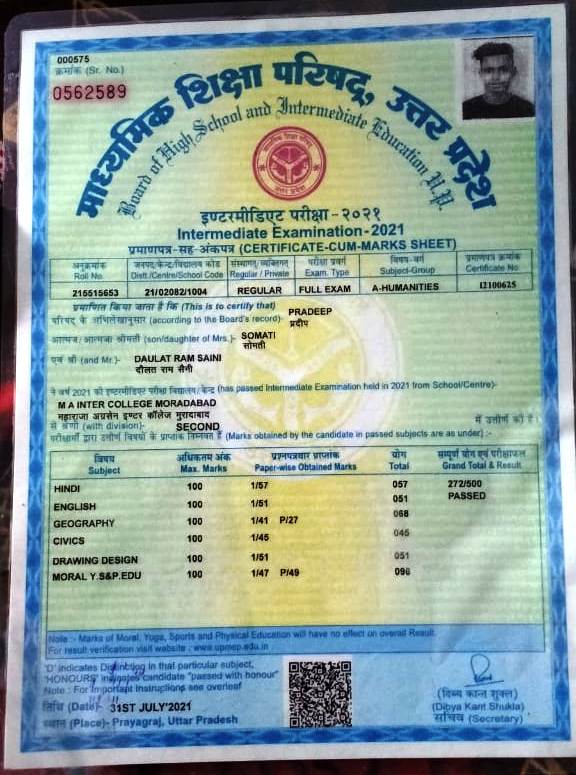 000575
क्रमांक (Sr. No.)
0562589
माध्यमिक शिक्षा परिषद्, उत्तर प्रदेश
Board of High School and Intermediate Education U.P.
इण्टरमीडिएट परीक्षा - २०२१
Intermediate Examination - 2021
प्रमाणपत्र-सह-अंकपत्र (CERTIFICATE-CUM-MARKS SHEET)
अनुक्रमांक जनपद/केन्द्र/विद्यालय कोड संस्थागत/व्यक्तिगत परीक्षा प्रकार विषय-वर्ग प्रमाणपत्र क्रमांक
Roll No. Distt./Centre/School Code Regular / Private Exam. Type Subject-Group Certificate No.
215515653 21/02082/1004 REGULAR FULL EXAM A-HUMANITIES 12100625
प्रमाणित किया जाता है कि (This is to certify that)
परिषद के अभिलेखानुसार (according to the Board's record) PRADEEP
प्रदीप
आत्मज/आत्मजा श्रीमती (son/daughter of Mrs.)- SOMATI
सोमती
एवं श्री (and Mr.)- DAULAT RAM SAINI
दौलत राम सैनी
ने वर्ष 2021 की इण्टरमीडिएट परीक्षा विद्यालय/केन्द्र (has passed Intermediate Examination held in 2021 from School/Centre)-
M A INTER COLLEGE MORADABAD
महाराजा अग्रसेन इण्टर कॉलेज मुरादाबाद
से श्रेणी (with division)- SECOND में उत्तीर्ण की है।
परीक्षार्थी द्वारा उत्तीर्ण विषयों के प्राप्तांक निम्नवत हैं (Marks obtained by the candidate in passed subjects are as under) :-
विषय अधिकतम अंक प्रश्नपत्रवार प्राप्तांक योग सम्पूर्ण योग एवं परीक्षाफल
Subject Max. Marks Paper-wise Obtained Marks Total Grand Total & Result
HINDI 100 1/57 057 272/500
ENGLISH 100 1/51 051 PASSED
GEOGRAPHY 100 1/41 P/27 068
CIVICS 100 1/45 045
DRAWING DESIGN 100 1/51 051
MORAL Y.S&P.EDU 100 1/47 P/49 096
Note :- Marks of Moral, Yoga, Sports and Physical Education will have no effect on overall Result.
For result verification visit website : www.upmsp.edu.in
'D' indicates Distinction in that particular subject,
'HONOURS' indicates candidate "passed with honour"
Note : For Important Instructions see overleaf
तिथि (Date)- 31ST JULY'2021
स्थान (Place)- Prayagraj, Uttar Pradesh
(दिव्य कान्त शुक्ल)
(Dibya Kant Shukla)
सचिव (Secretary)